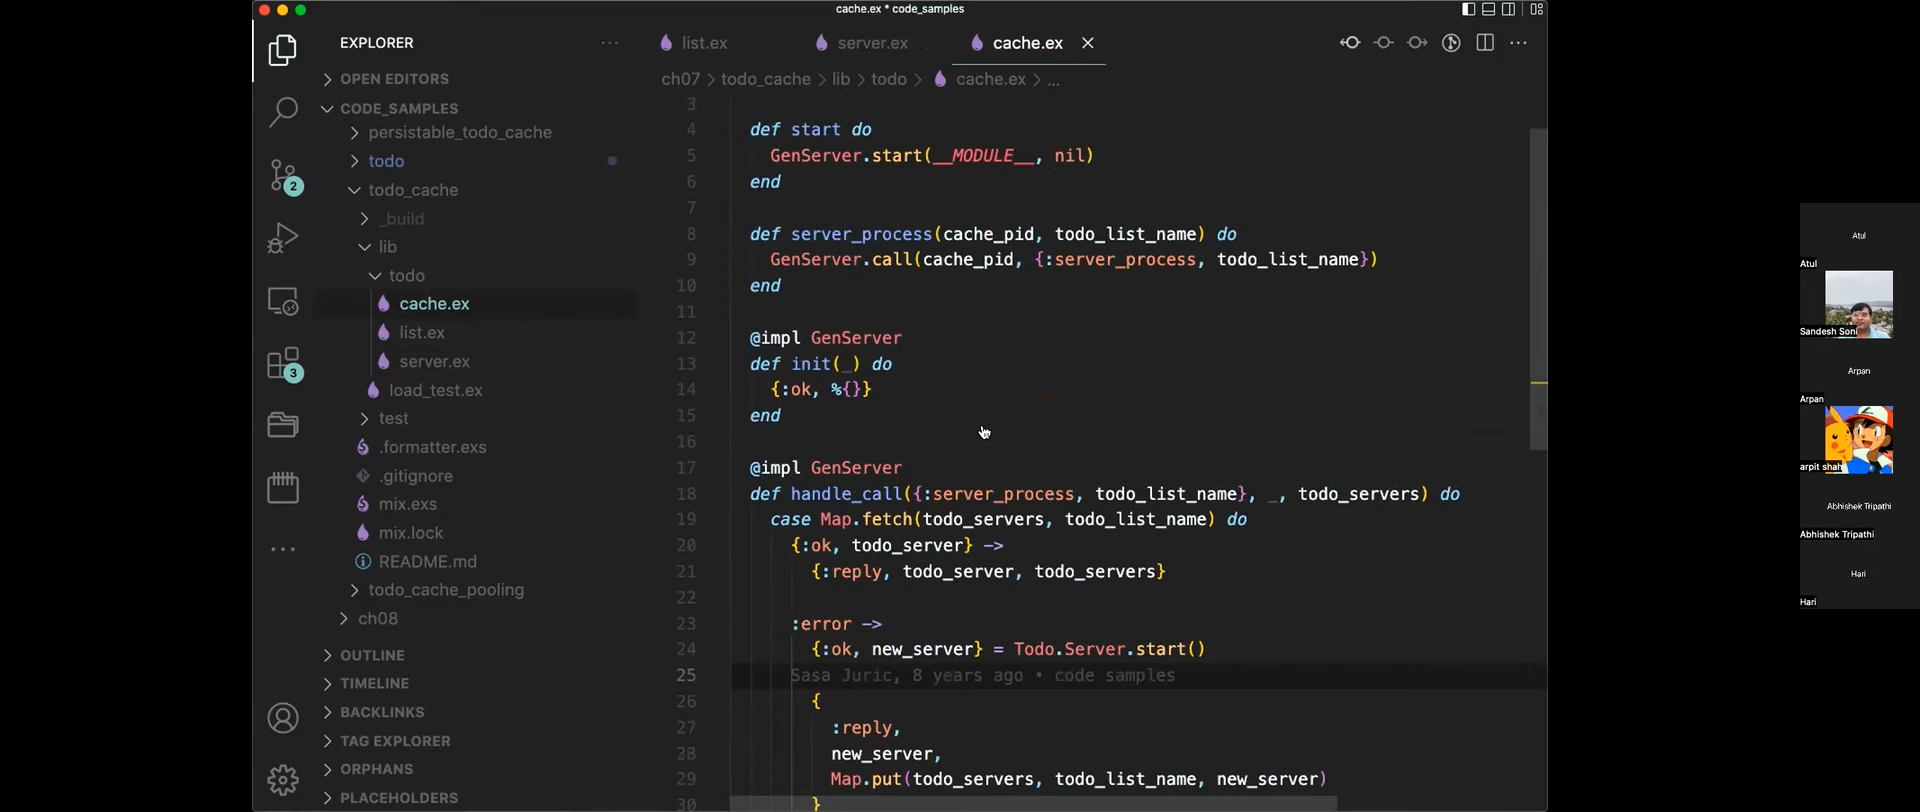 cache.ex * code_samples
EXPLORER
OPEN EDITORS
CODE_SAMPLES
persistable_todo_cache
todo
todo_cache
_build
lib
todo
cache.ex
list.ex
server.ex
load_test.ex
test
.formatter.exs
.gitignore
mix.exs
mix.lock
README.md
todo_cache_pooling
ch08
OUTLINE
TIMELINE
BACKLINKS
TAG EXPLORER
ORPHANS
PLACEHOLDERS
2
3
list.ex server.ex cache.ex
ch07 > todo_cache > lib > todo > cache.ex > ...
3
4 def start do
5 GenServer.start(__MODULE__, nil)
6 end
7
8 def server_process(cache_pid, todo_list_name) do
9 GenServer.call(cache_pid, {:server_process, todo_list_name})
10 end
11
12 @impl GenServer
13 def init(_) do
14 {:ok, %{}}
15 end
16
17 @impl GenServer
18 def handle_call({:server_process, todo_list_name}, _, todo_servers) do
19 case Map.fetch(todo_servers, todo_list_name) do
20 {:ok, todo_server} ->
21 {:reply, todo_server, todo_servers}
22
23 :error ->
24 {:ok, new_server} = Todo.Server.start()
25 Sasa Juric, 8 years ago • code samples
26 {
27 :reply,
28 new_server,
29 Map.put(todo_servers, todo_list_name, new_server)
30 }
Atul
Atul
Sandesh Soni
Arpan
Arpan
arpit shah
Abhishek Tripathi
Abhishek Tripathi
Hari
Hari